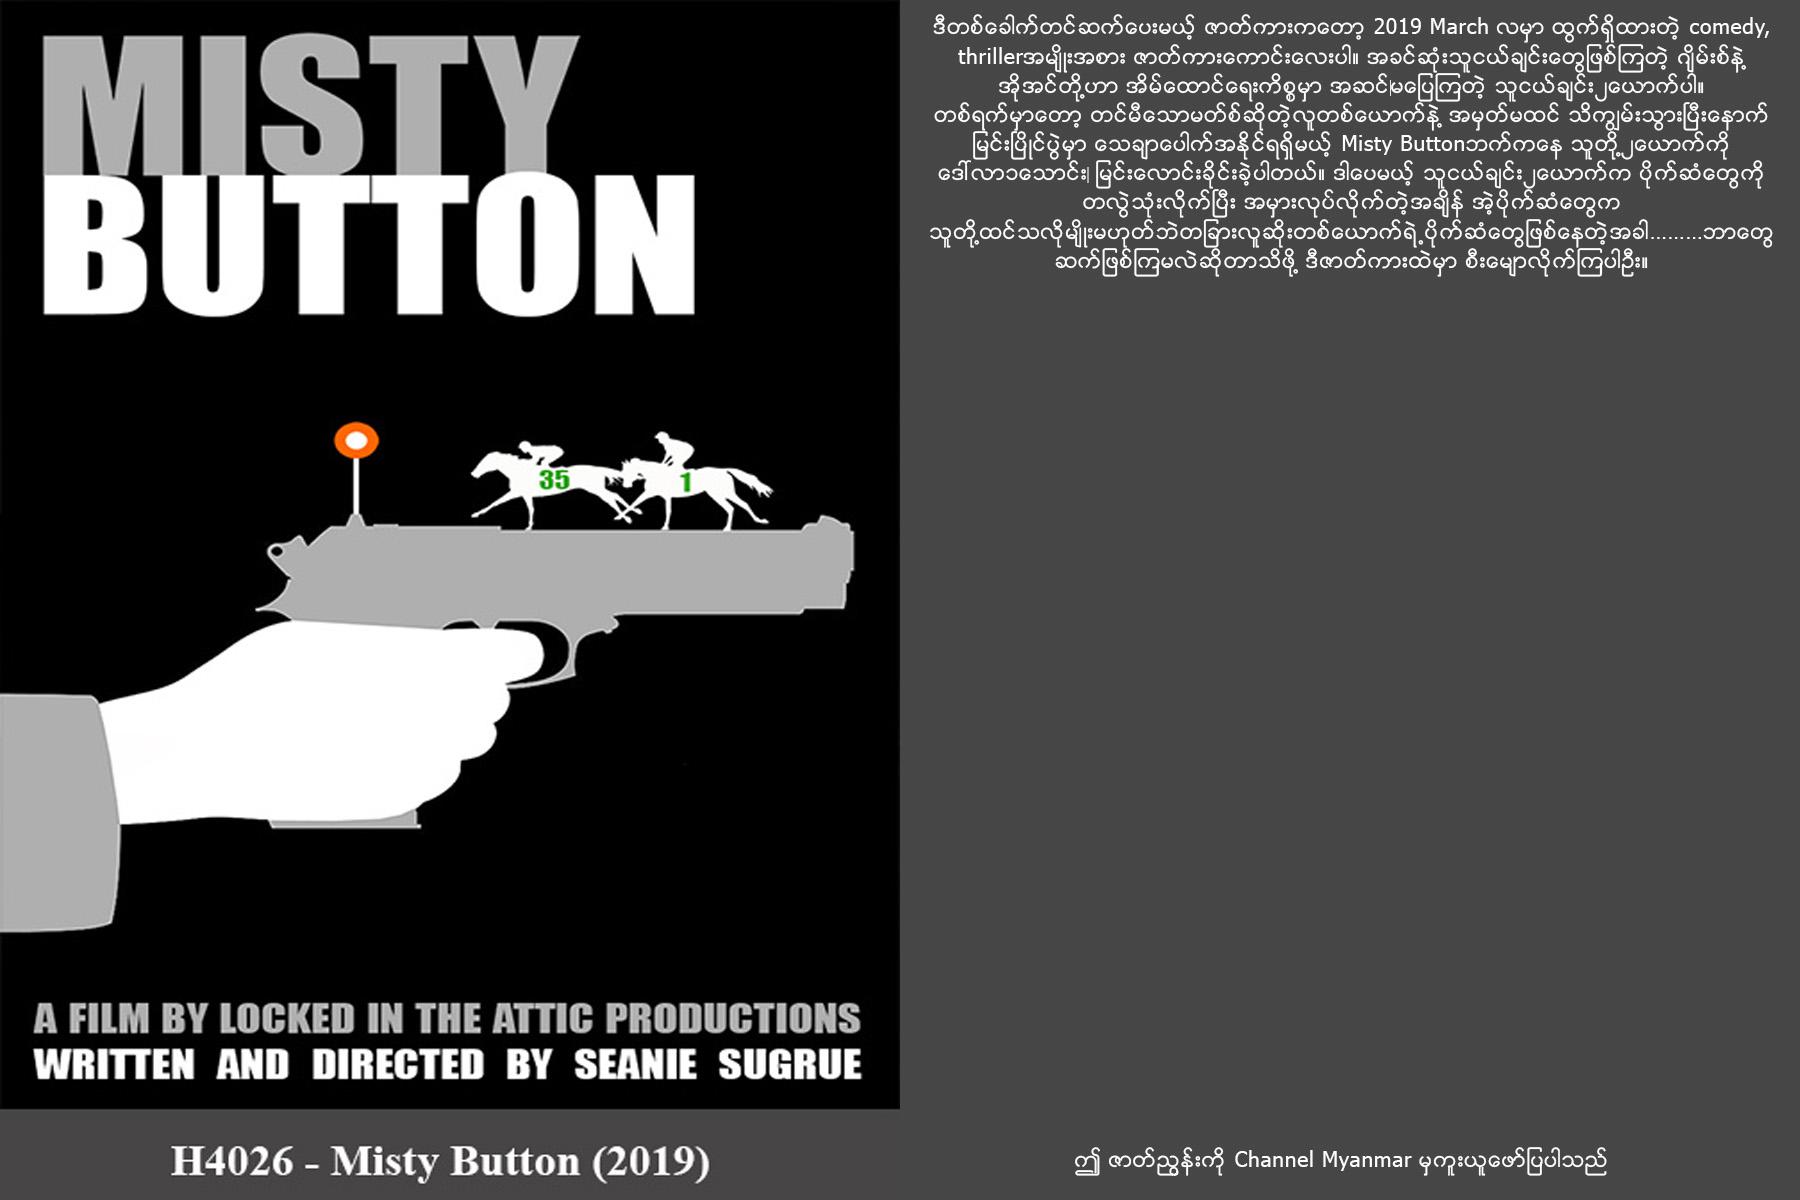 MISTY
BUTTON
35
1
A FILM BY LOCKED IN THE ATTIC PRODUCTIONS
WRITTEN AND DIRECTED BY SEANIE SUGRUE
H4026 - Misty Button (2019)
ဒီတစ်ခေါက်တင်ဆက်ပေးမယ့် ဇာတ်ကားကတော့ 2019 March လမှာ ထွက်ရှိထားတဲ့ comedy,
thrillerအမျိုးအစား ဇာတ်ကားကောင်းလေးပါ။ အခင်ဆုံးသူငယ်ချင်းတွေဖြစ်ကြတဲ့ ဂျိမ်းစ်နဲ့
အိုအင်တို့ဟာ အိမ်ထောင်ရေးကိစ္စမှာ အဆင်မပြေကြတဲ့ သူငယ်ချင်း၂ယောက်ပါ။
တစ်ရက်မှာတော့ တင်မီသောမတ်စ်ဆိုတဲ့လူတစ်ယောက်နဲ့ အမှတ်မထင် သိကျွမ်းသွားပြီးနောက်
မြင်းပြိုင်ပွဲမှာ သေချာပေါက်အနိုင်ရရှိမယ့် Misty Buttonဘက်ကနေ သူတို့၂ယောက်ကို
ဒေါ်လာ၁သောင်း မြင်းလောင်းခိုင်းခဲ့ပါတယ်။ ဒါပေမယ့် သူငယ်ချင်း၂ယောက်က ပိုက်ဆံတွေကို
တလွဲသုံးလိုက်ပြီး အမှားလုပ်လိုက်တဲ့အချိန် အဲ့ပိုက်ဆံတွေက
သူတို့ထင်သလိုမျိုးမဟုတ်ဘဲတခြားလူဆိုးတစ်ယောက်ရဲ့ပိုက်ဆံတွေဖြစ်နေတဲ့အခါ.........ဘာတွေ
ဆက်ဖြစ်ကြမလဲဆိုတာသိဖို့ ဒီဇာတ်ကားထဲမှာ စီးမျောလိုက်ကြပါဦး။
ဤ ဇာတ်ညွန်းကို Channel Myanmar မှကူးယူဖော်ပြပါသည်